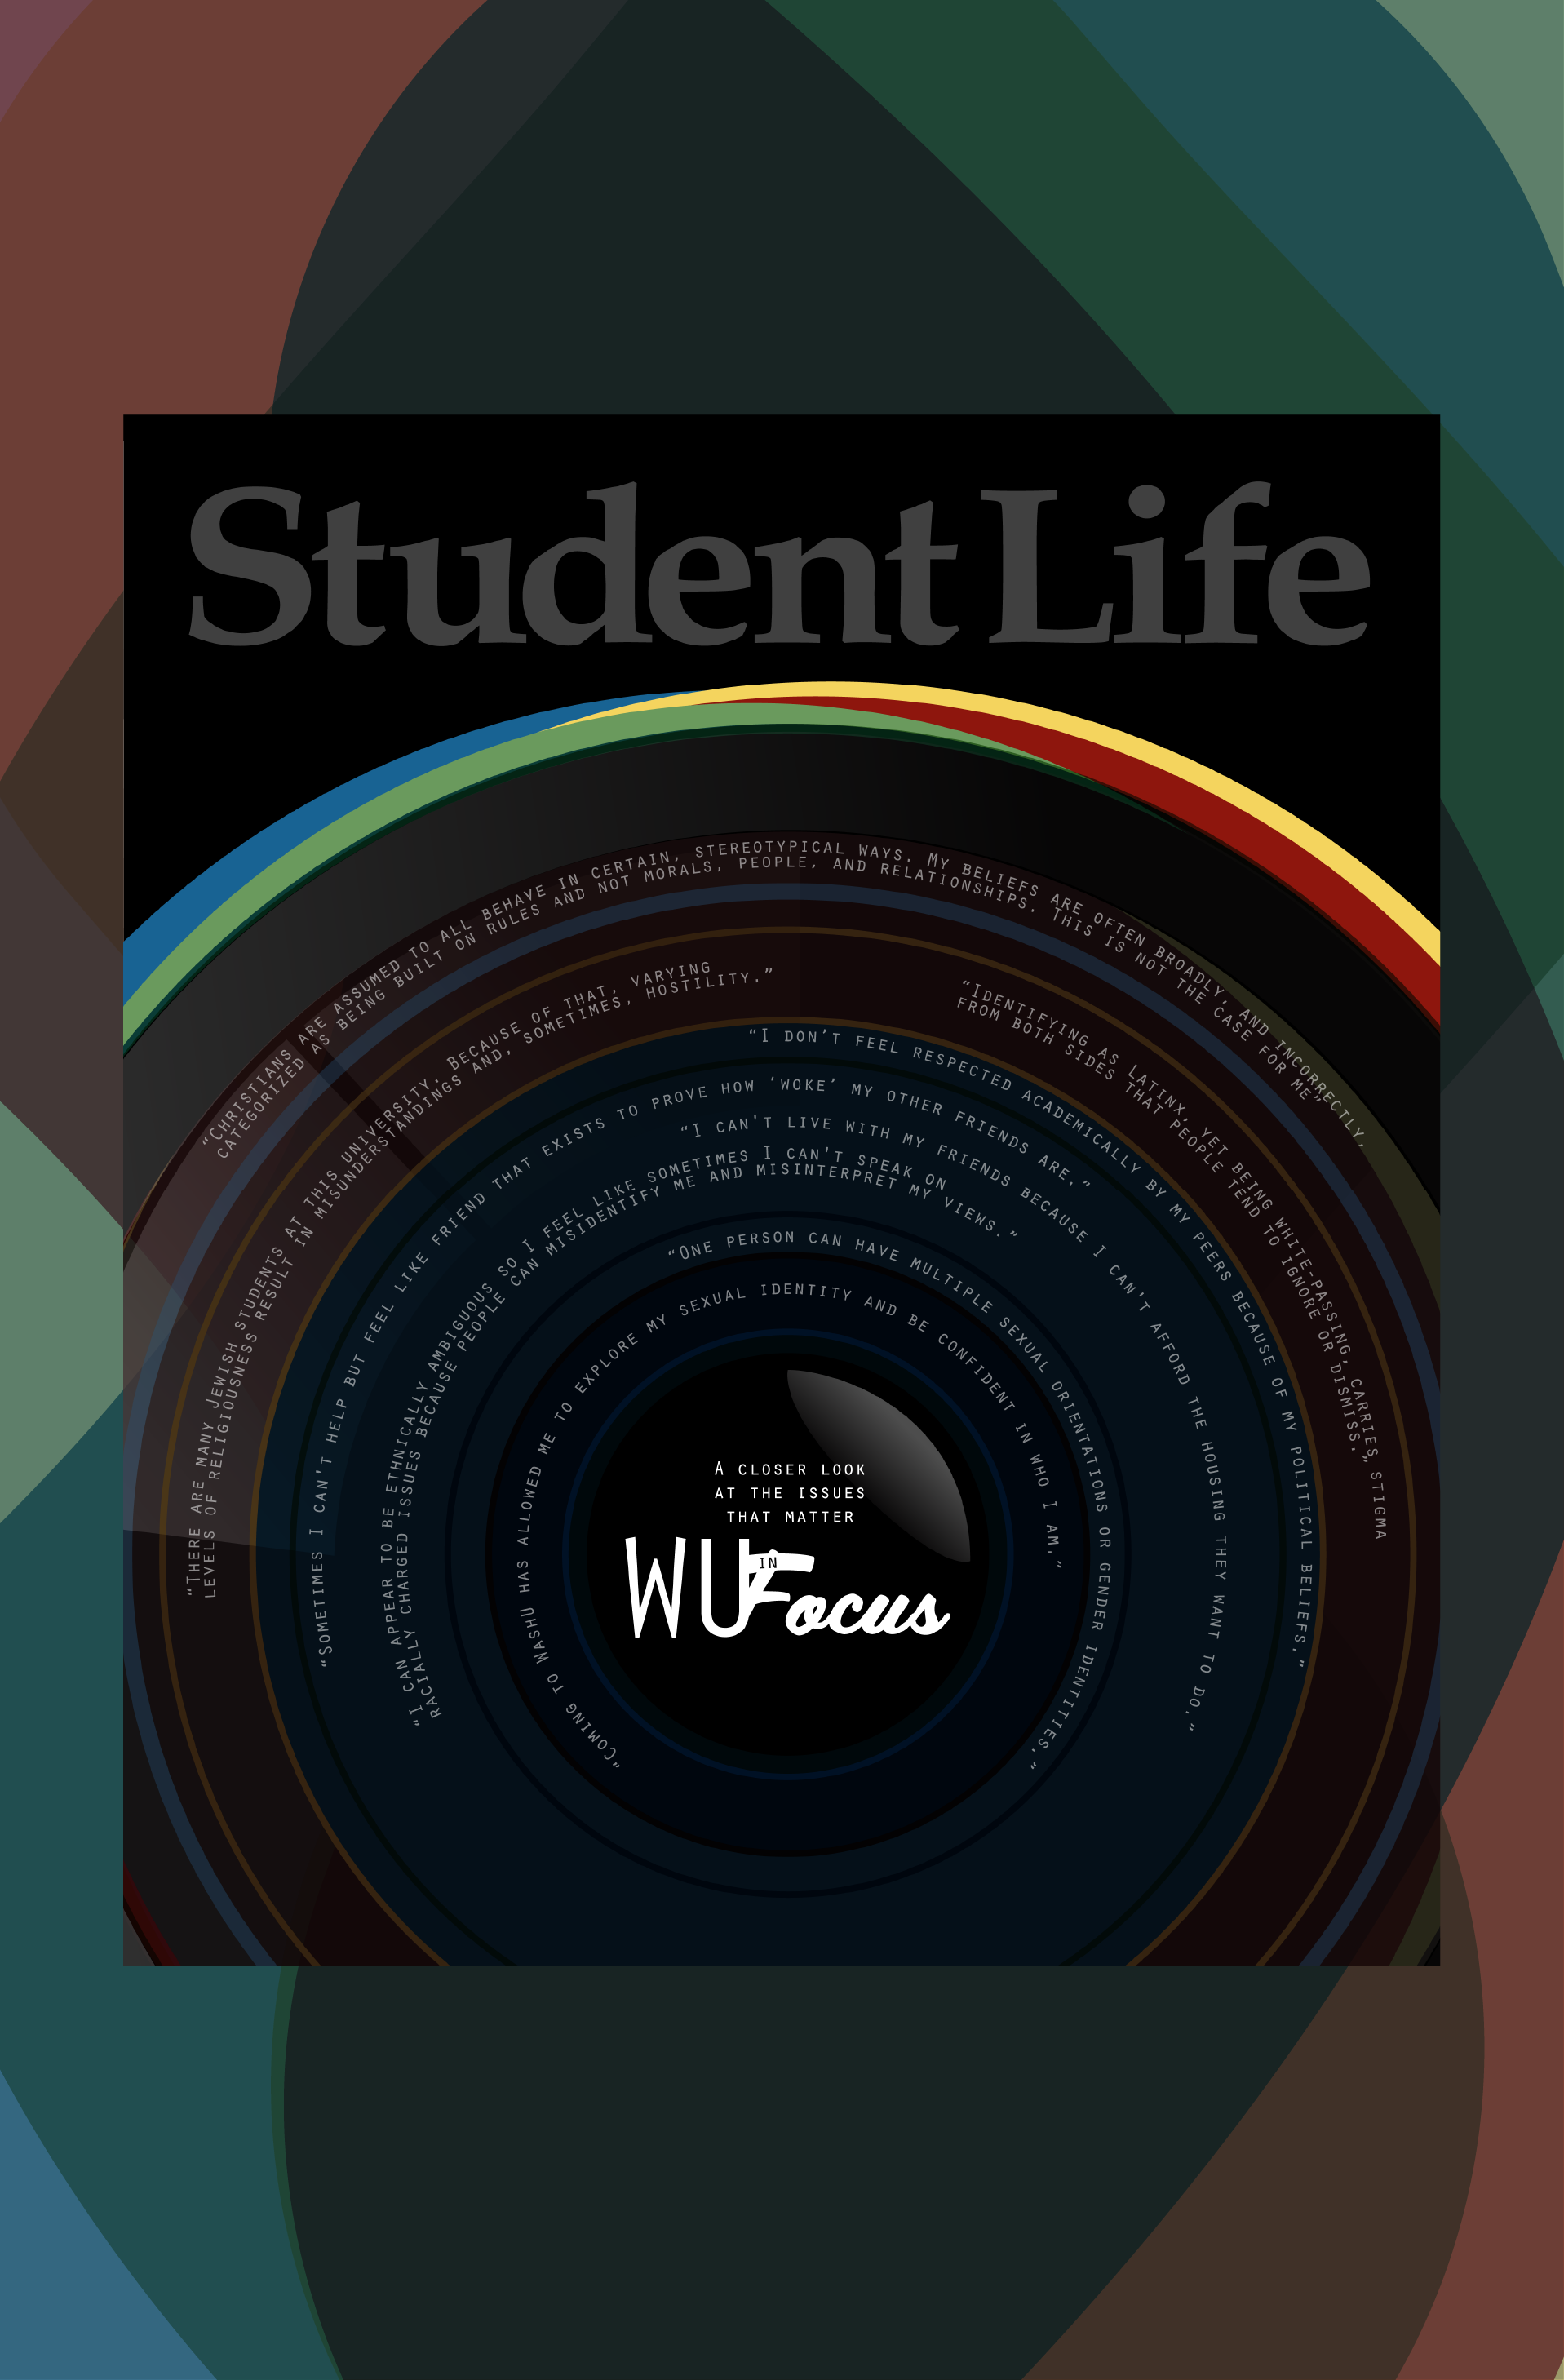 Student Life
“Christians are assumed to all behave in certain, stereotypical ways. My beliefs are often broadly, and incorrectly,
categorized as being built on rules and not morals, people, and relationships. This is not the case for me”
“There are many Jewish students at this university. Because of that, varying
levels of religiousness result in misunderstandings and, sometimes, hostility.”
“Identifying as Latinx, yet being white-passing, carries stigma
from both sides that people tend to ignore or dismiss.”
“I don’t feel respected academically by my peers because of my political beliefs.”
“Sometimes I can't help but feel like friend that exists to prove how ‘woke’ my other friends are.”
“I can't live with my friends because I can't afford the housing they want to do.”
“I can appear to be ethnically ambiguous so I feel like sometimes I can't speak on
racially charged issues because people can misidentify me and misinterpret my views.”
“One person can have multiple sexual orientations or gender identities.”
“Coming to WashU has allowed me to explore my sexual identity and be confident in who I am.”
A closer look
at the issues
that matter
WU IN Focus